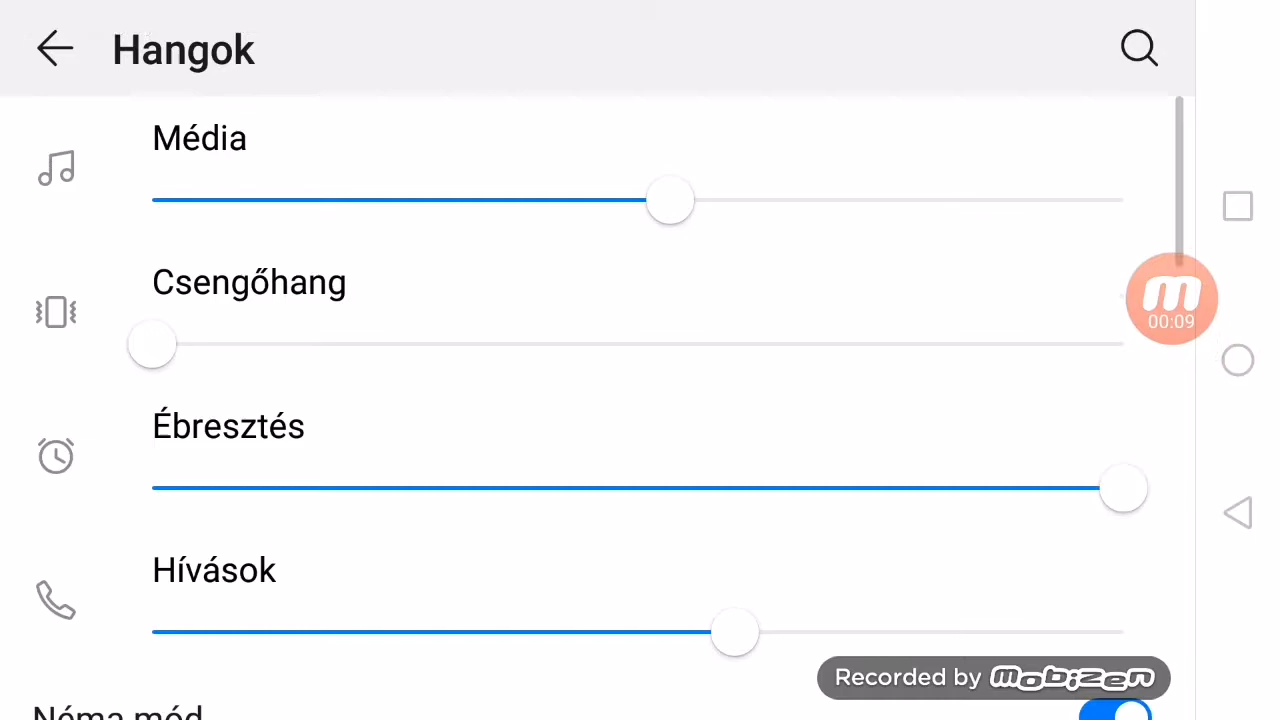 Hangok
Média
Csengőhang
00:09
Ébresztés
Hívások
Recorded by mobizen
Néma mód